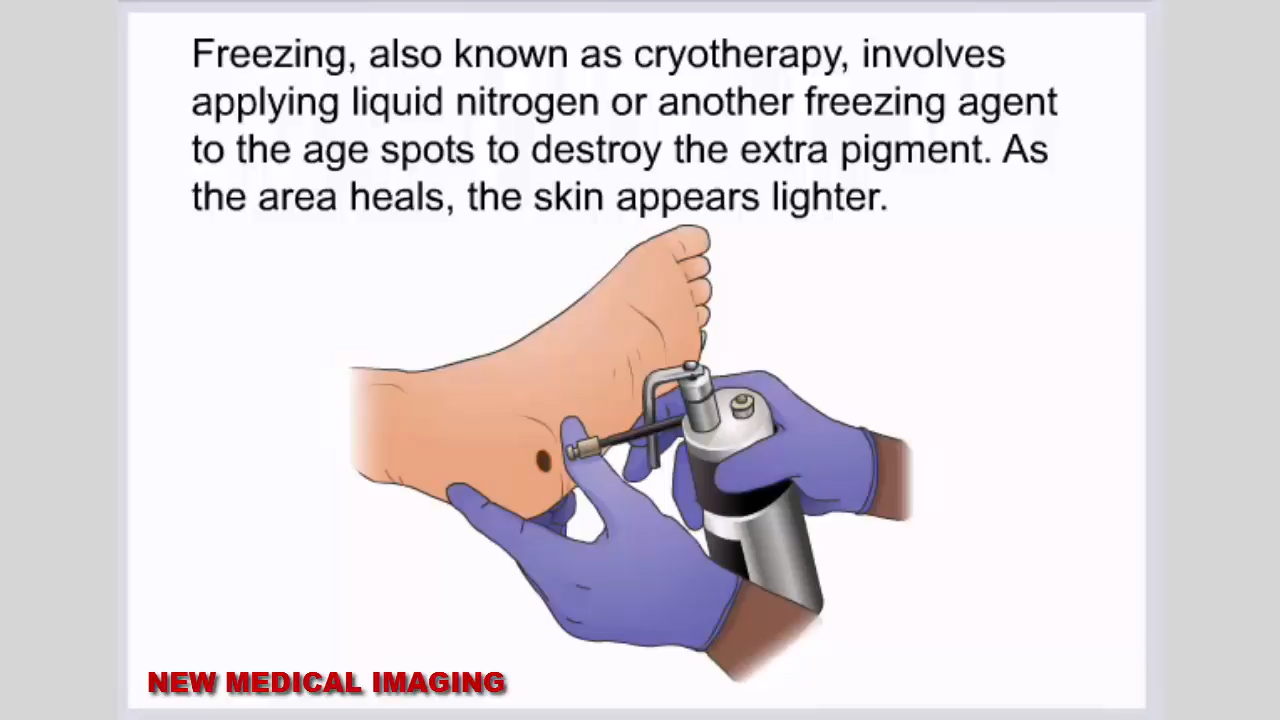 Freezing, also known as cryotherapy, involves
applying liquid nitrogen or another freezing agent
to the age spots to destroy the extra pigment. As
the area heals, the skin appears lighter.
NEW MEDICAL IMAGING